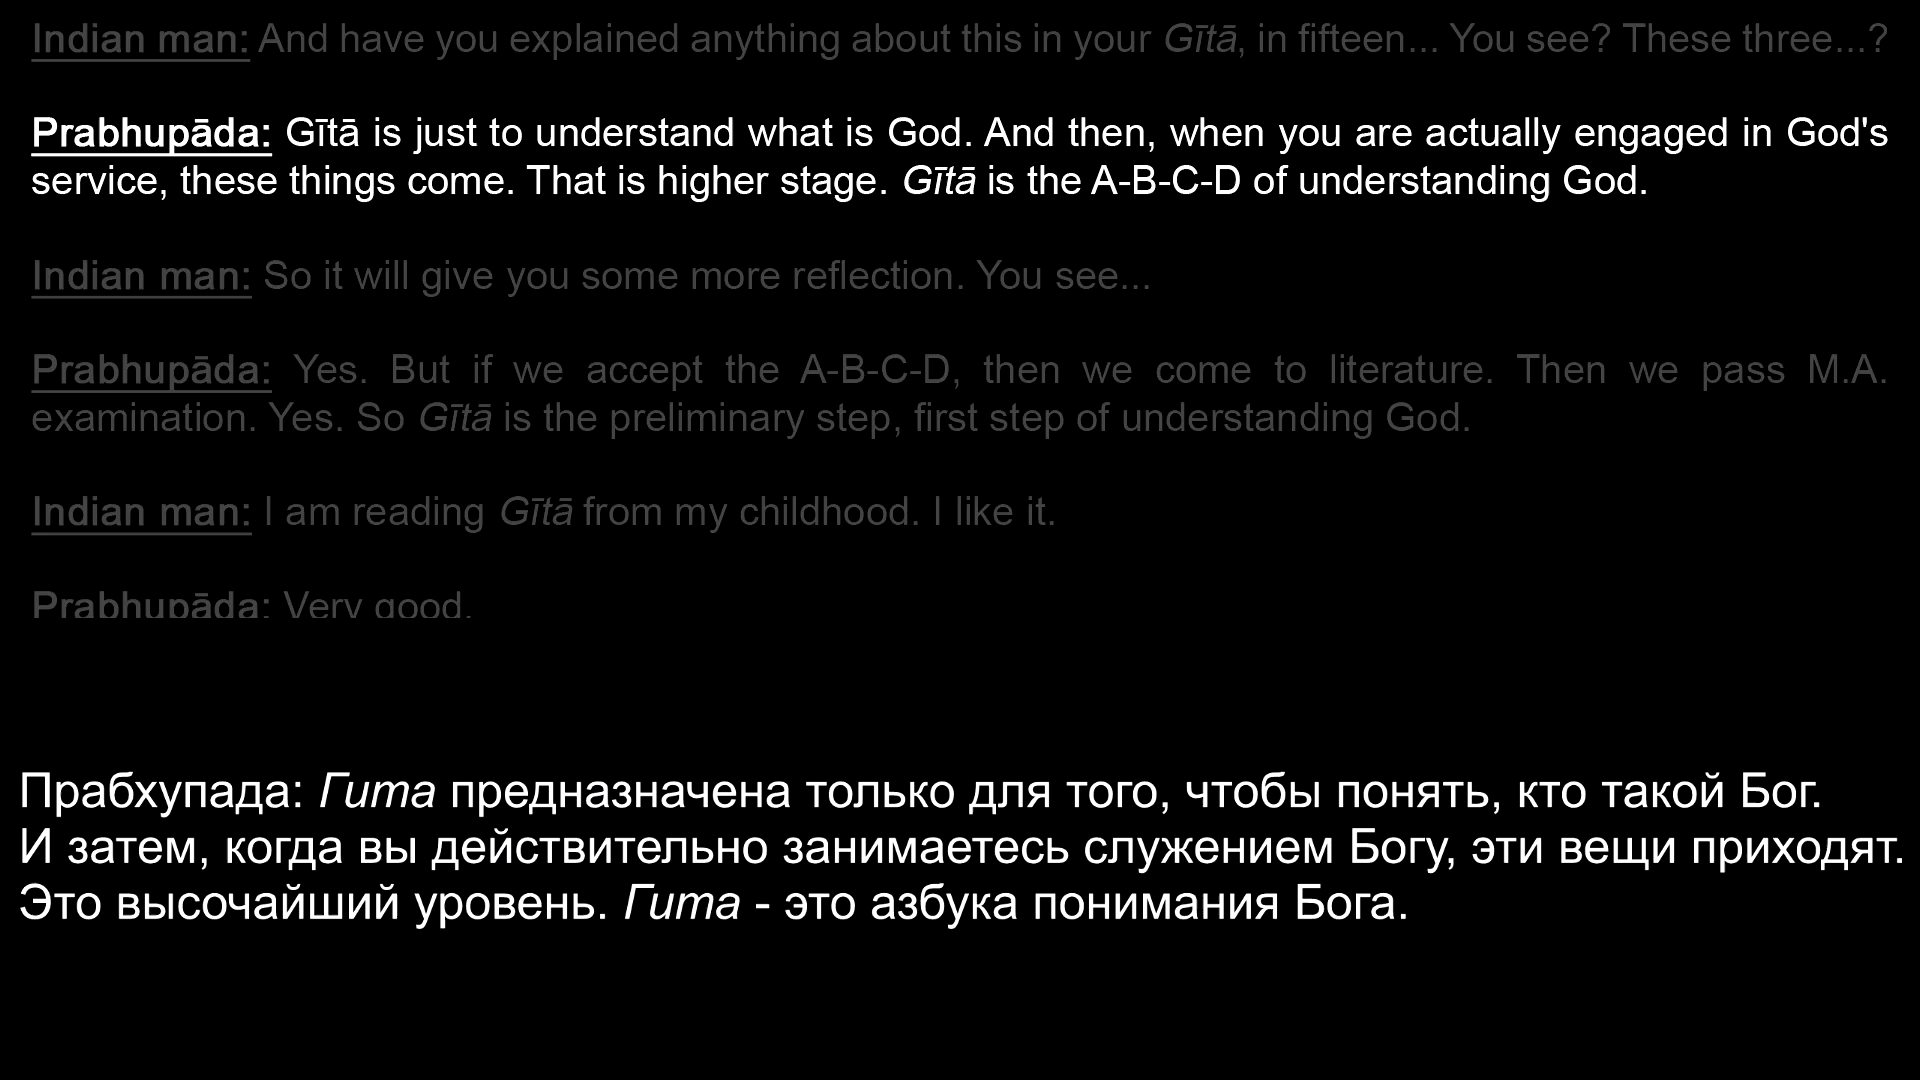 Indian man: And have you explained anything about this in your Gītā, in fifteen... You see? These three...?
Prabhupāda: Gītā is just to understand what is God. And then, when you are actually engaged in God's
service, these things come. That is higher stage. Gītā is the A-B-C-D of understanding God.
Indian man: So it will give you some more reflection. You see...
Prabhupāda: Yes. But if we accept the A-B-C-D, then we come to literature. Then we pass M.A.
examination. Yes. So Gītā is the preliminary step, first step of understanding God.
Indian man: I am reading Gītā from my childhood. I like it.
Prabhupāda: Very good.
Прабхупада: Гита предназначена только для того, чтобы понять, кто такой Бог.
И затем, когда вы действительно занимаетесь служением Богу, эти вещи приходят.
Это высочайший уровень. Гита - это азбука понимания Бога.